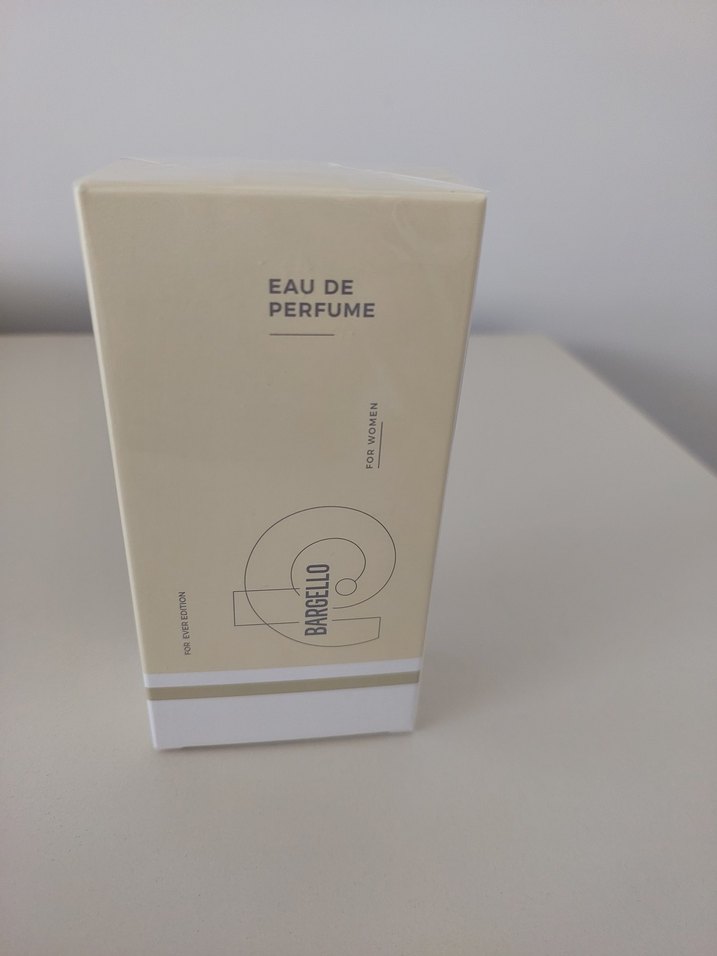 EAU DE
PERFUME
FOR WOMEN
BARGELLO
FOR EVER EDITION